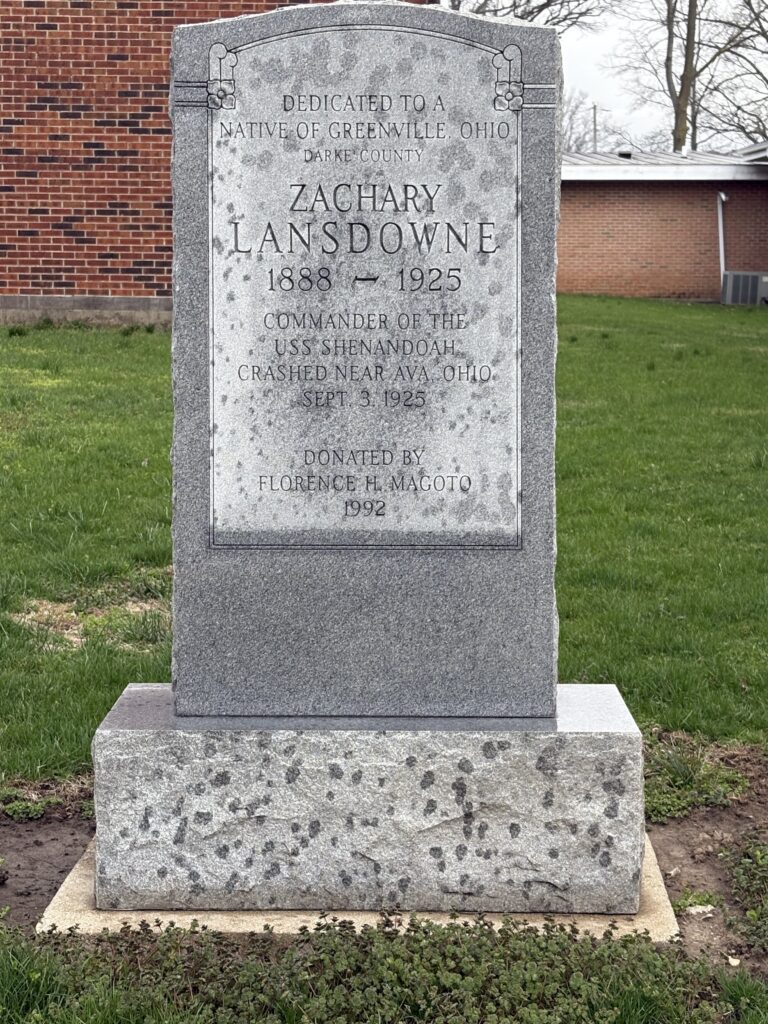 DEDICATED TO A
NATIVE OF GREENVILLE, OHIO
DARKE COUNTY
ZACHARY
LANSDOWNE
1888 — 1925
COMMANDER OF THE
USS SHENANDOAH
CRASHED NEAR AVA, OHIO
SEPT. 3, 1925
DONATED BY
FLORENCE H. MAGOTO
1992